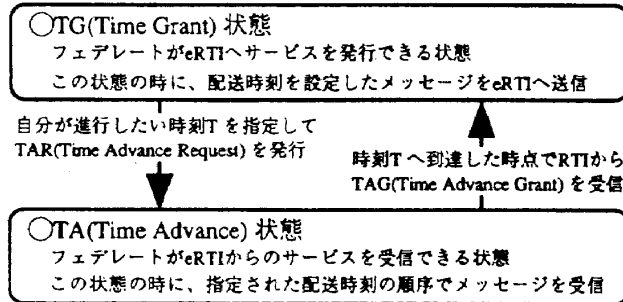 ○TG(Time Grant) 状態
フェデレートがeRTIへサービスを発行できる状態
この状態の時に、配送時刻を設定したメッセージをeRTIへ送信
自分が進行したい時刻T を指定して
TAR(Time Advance Request) を発行
時刻T へ到達した時点でRTIから
TAG(Time Advance Grant) を受信
○TA(Time Advance) 状態
フェデレートがeRTIからのサービスを受信できる状態
この状態の時に、指定された配送時刻の順序でメッセージを受信